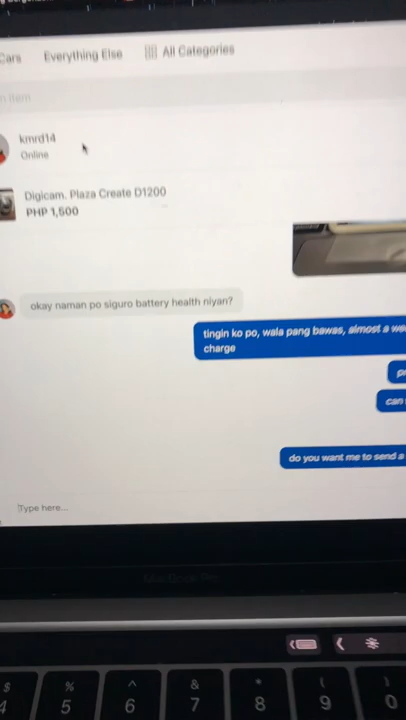 Cars Everything Else All Categories
item
kmrd14
Online
Digicam. Plaza Create D1200
PHP 1,500
okay naman po siguro battery health niyan?
tingin ko po, wala pang bawas, almost a
charge
can
do you want me to send a
Type here...
MacBook Pro
$ % ^ & * (
4 5 6 7 8 9 0